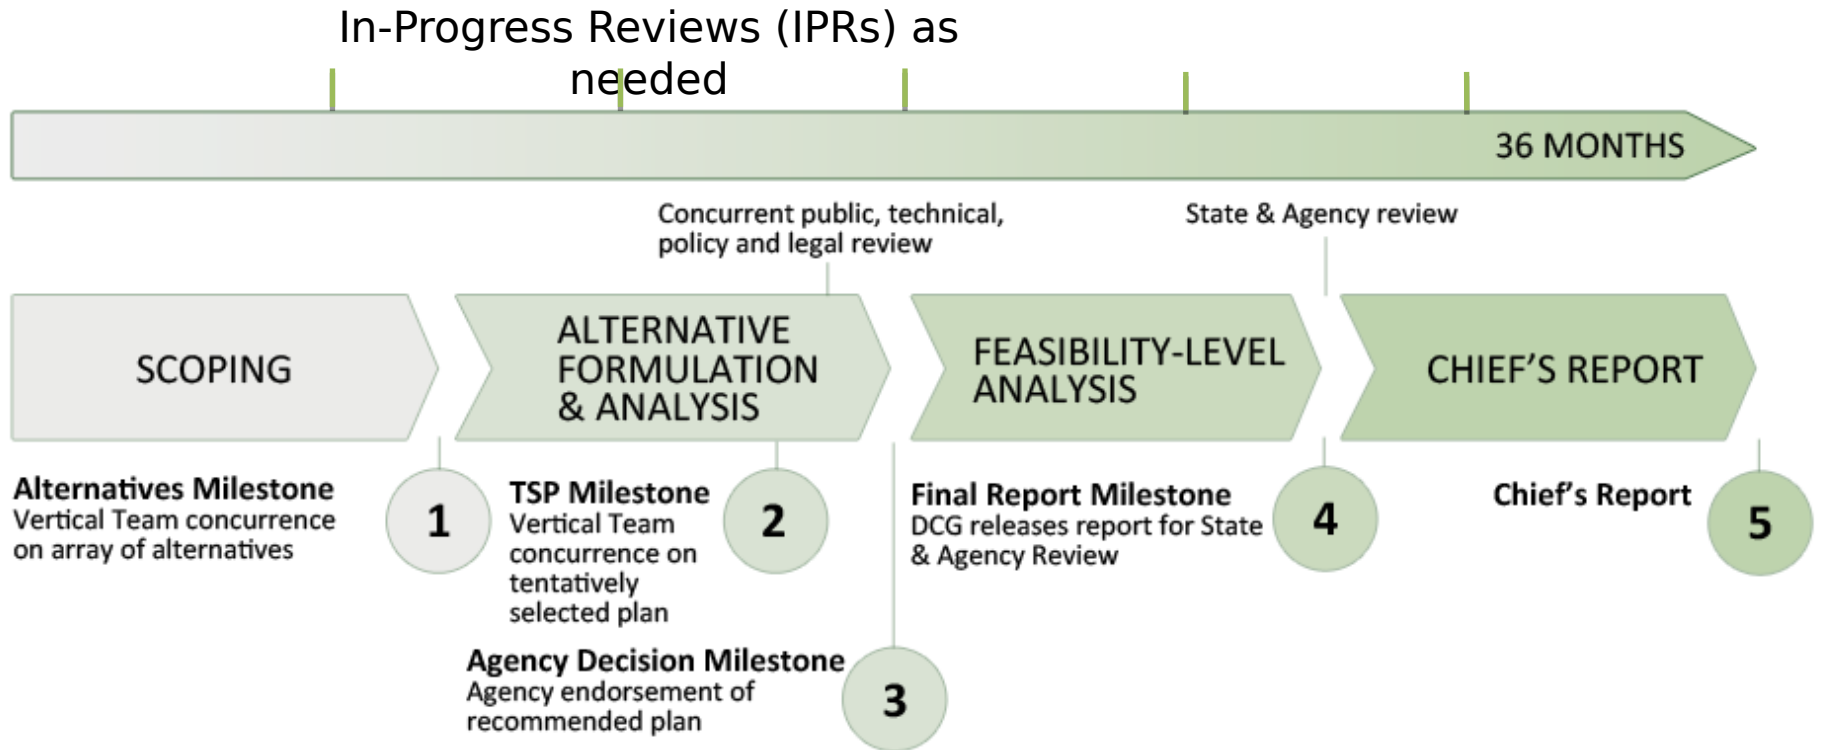 In-Progress Reviews (IPRs) as
needed
36 MONTHS
Concurrent public, technical,
policy and legal review
State & Agency review
SCOPING
ALTERNATIVE
FORMULATION
& ANALYSIS
FEASIBILITY-LEVEL
ANALYSIS
CHIEF’S REPORT
Alternatives Milestone
Vertical Team concurrence
on array of alternatives
1
TSP Milestone
Vertical Team
concurrence on
tentatively
selected plan
2
Agency Decision Milestone
Agency endorsement of
recommended plan
3
Final Report Milestone
DCG releases report for State
& Agency Review
4
Chief’s Report
5